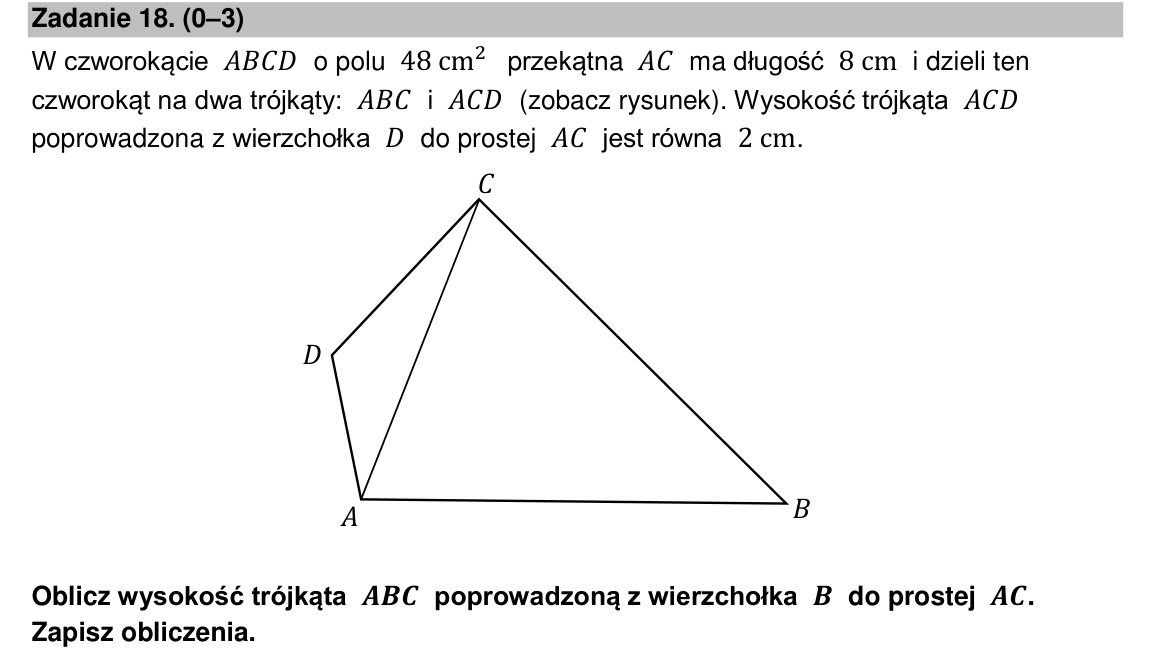 Zadanie 18. (0–3)
W czworokącie ABCD o polu 48 cm² przekątna AC ma długość 8 cm i dzieli ten
czworokąt na dwa trójkąty: ABC i ACD (zobacz rysunek). Wysokość trójkąta ACD
poprowadzona z wierzchołka D do prostej AC jest równa 2 cm.
C
D
A
B
Oblicz wysokość trójkąta ABC poprowadzoną z wierzchołka B do prostej AC.
Zapisz obliczenia.